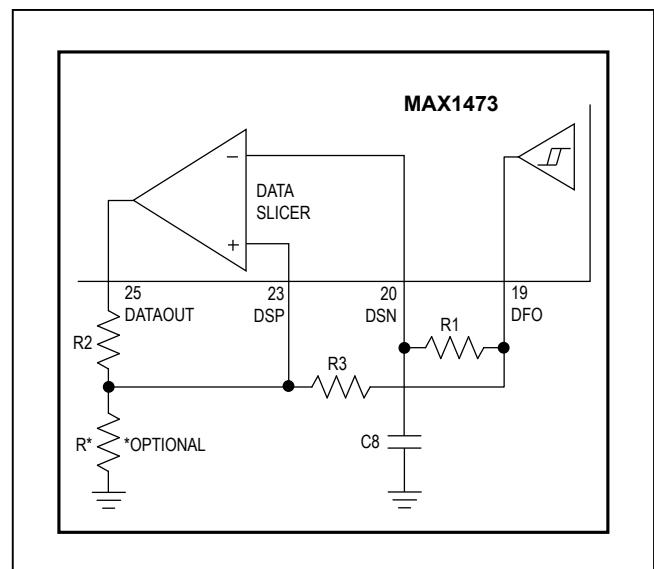 MAX1473
−
DATA
SLICER
+
25
DATAOUT
23
DSP
20
DSN
19
DFO
R1
R2
R3
R*
*OPTIONAL
C8